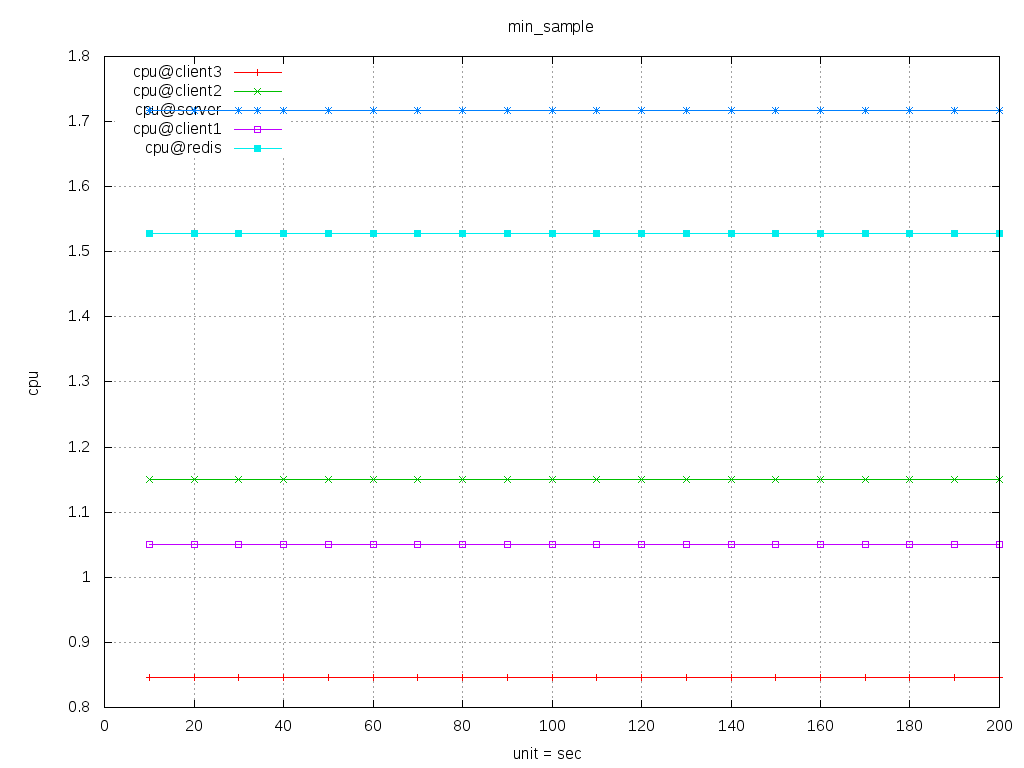 min_sample
1.8
cpu@client3
cpu@client2
cpu@server
1.7
cpu@client1
cpu@redis
1.6
1.5
1.4
1.3
cpu
1.2
1.1
1
0.9
0.8
0 20 40 60 80 100 120 140 160 180 200
unit = sec